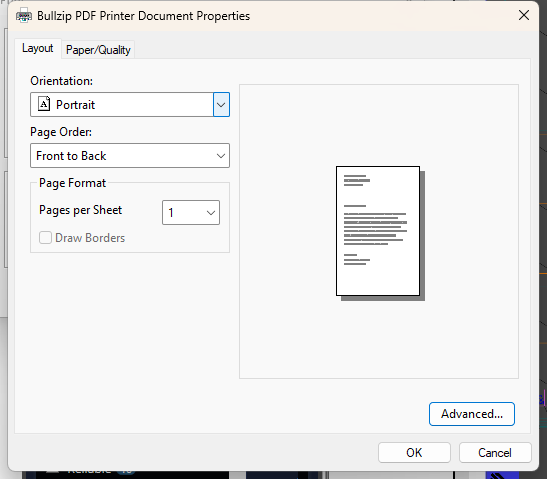 Bullzip PDF Printer Document Properties
Layout
Paper/Quality
Orientation:
A Portrait
Page Order:
Front to Back
Page Format
Pages per Sheet
1
Draw Borders
Advanced...
OK
Cancel